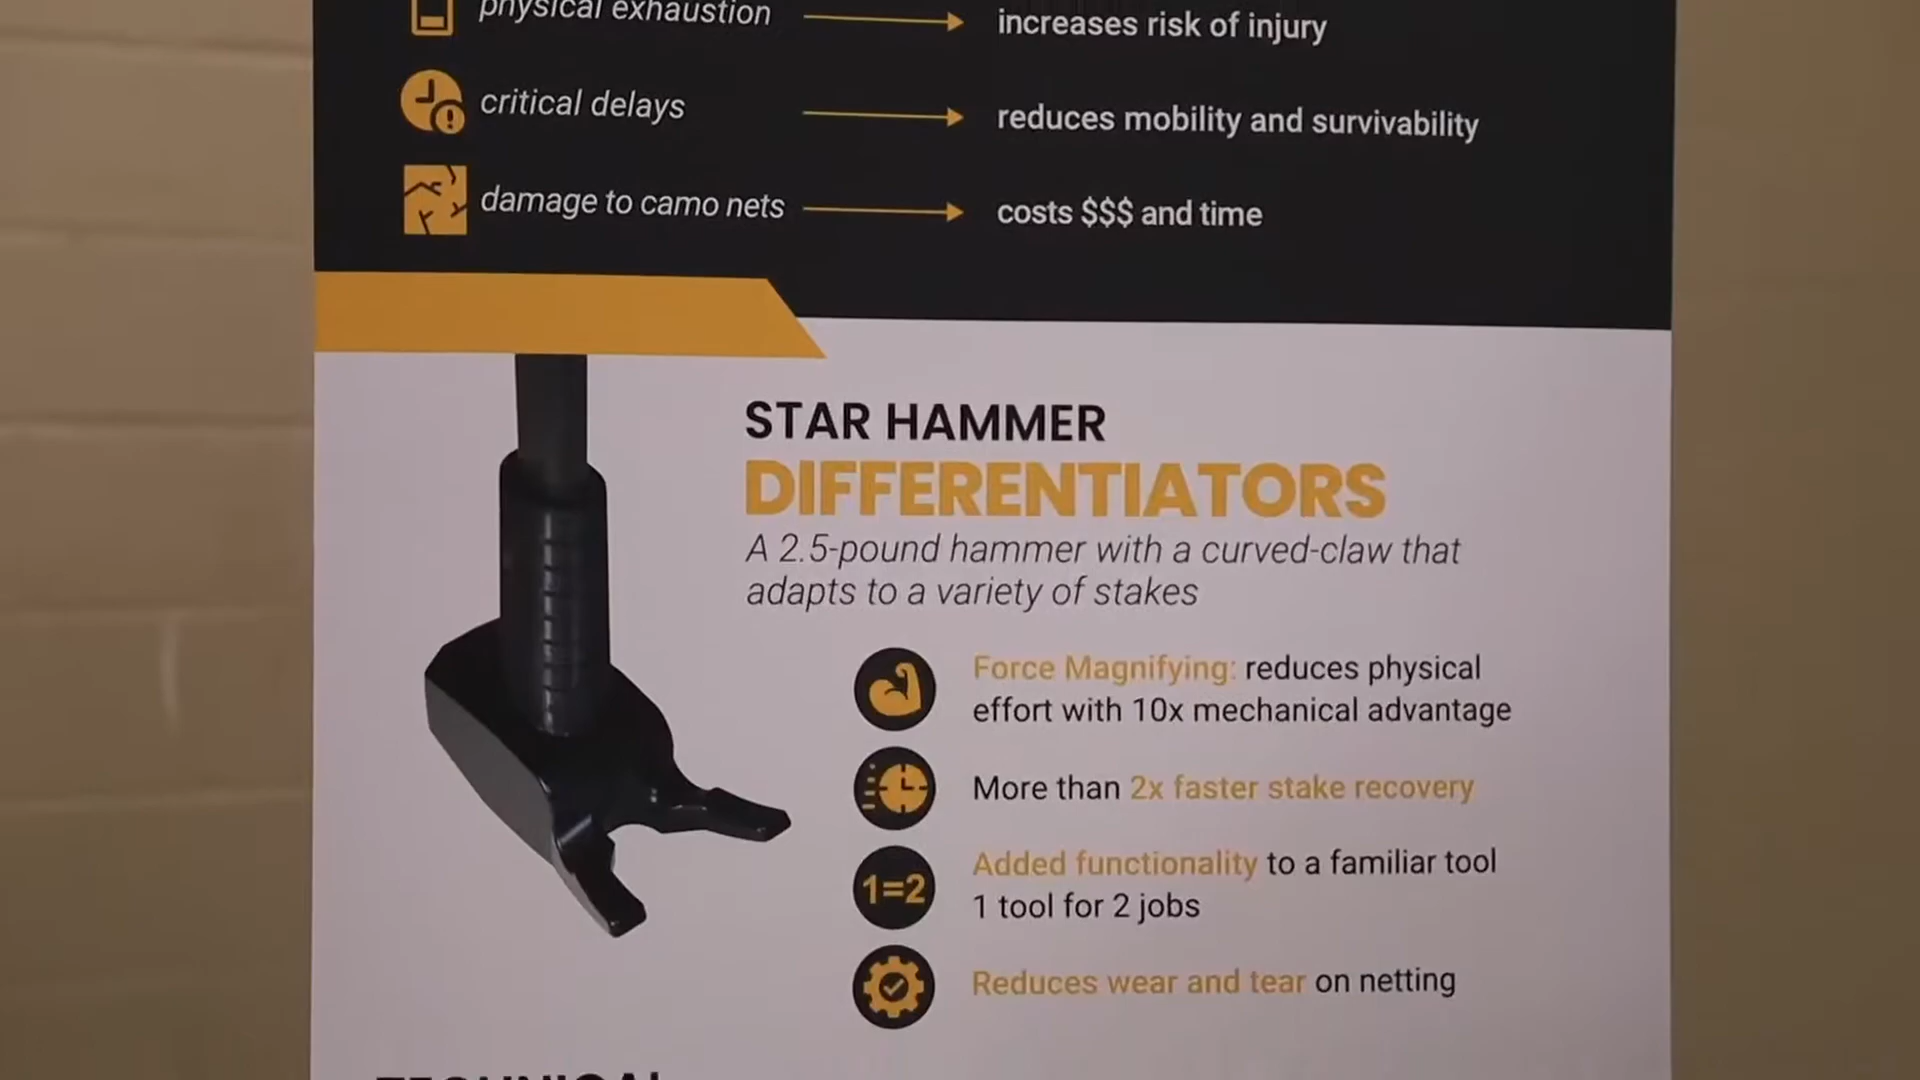 physical exhaustion increases risk of injury
critical delays reduces mobility and survivability
damage to camo nets costs $$$ and time
STAR HAMMER
DIFFERENTIATORS
A 2.5-pound hammer with a curved-claw that
adapts to a variety of stakes
Force Magnifying: reduces physical
effort with 10x mechanical advantage
More than 2x faster stake recovery
1=2
Added functionality to a familiar tool
1 tool for 2 jobs
Reduces wear and tear on netting
TECHNICAL